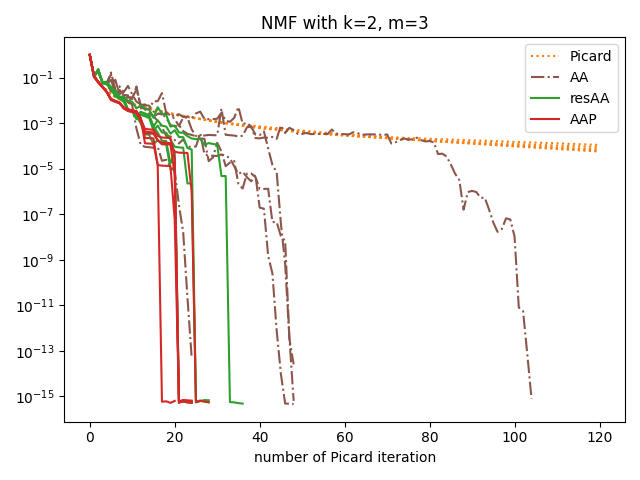 NMF with k=2, m=3
Picard
AA
resAA
AAP
10⁻¹
10⁻³
10⁻⁵
10⁻⁷
10⁻⁹
10⁻¹¹
10⁻¹³
10⁻¹⁵
0 20 40 60 80 100 120
number of Picard iteration